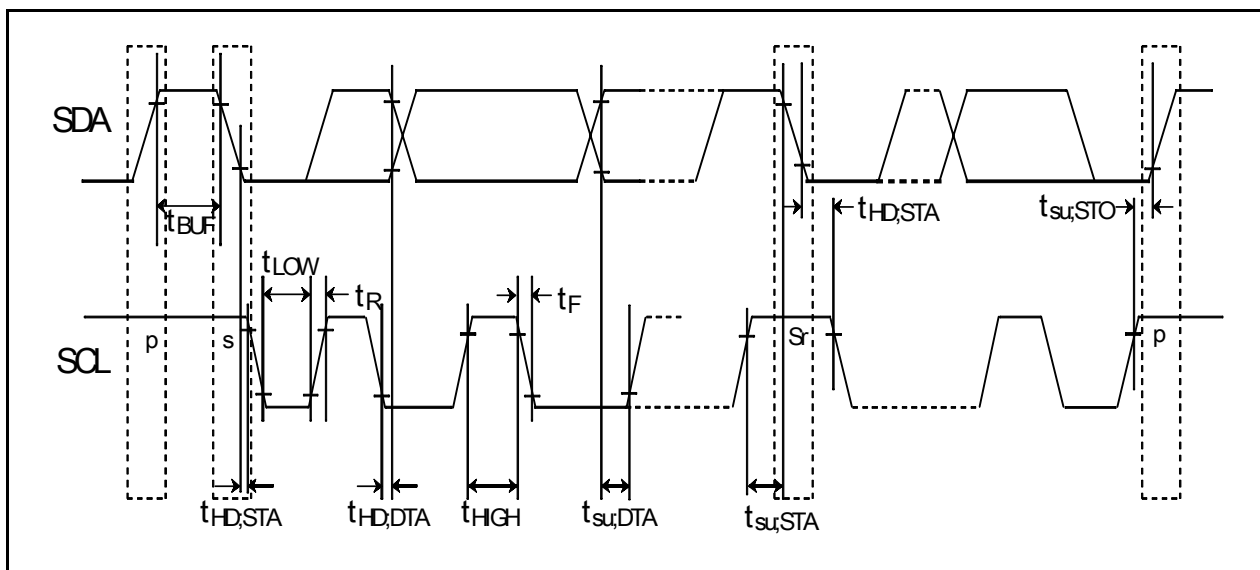 SDA
tBUF
tHD;STA
tsu;STO
tLOW
tR
tF
p
s
Sr
p
SCL
tHD;STA
tHD;DTA
tHIGH
tsu;DTA
tsu;STA